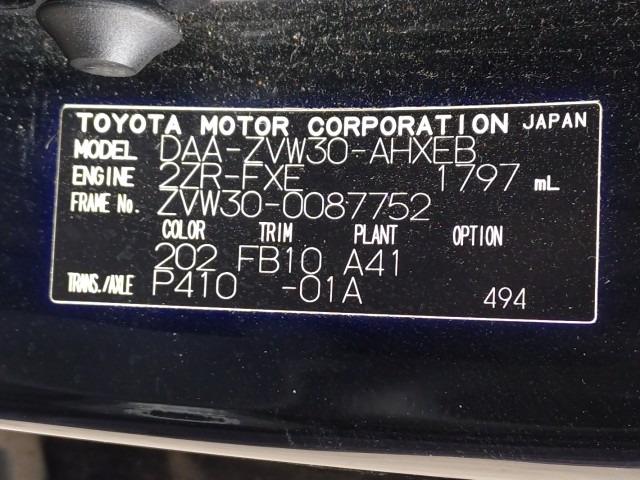 TOYOTA MOTOR CORPORATION JAPAN
MODEL DAA-ZVW30-AHXEB
ENGINE 2ZR-FXE 1797 mL
FRAME No. ZVW30-0087752
COLOR TRIM PLANT OPTION
202 FB10 A41
TRANS./AXLE P410 -01A 494